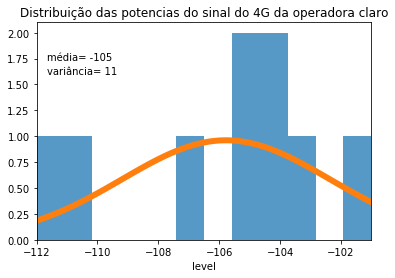 Distribuição das potencias do sinal do 4G da operadora claro
média= -105
variância= 11
2.00
1.75
1.50
1.25
1.00
0.75
0.50
0.25
0.00
−112 −110 −108 −106 −104 −102
level